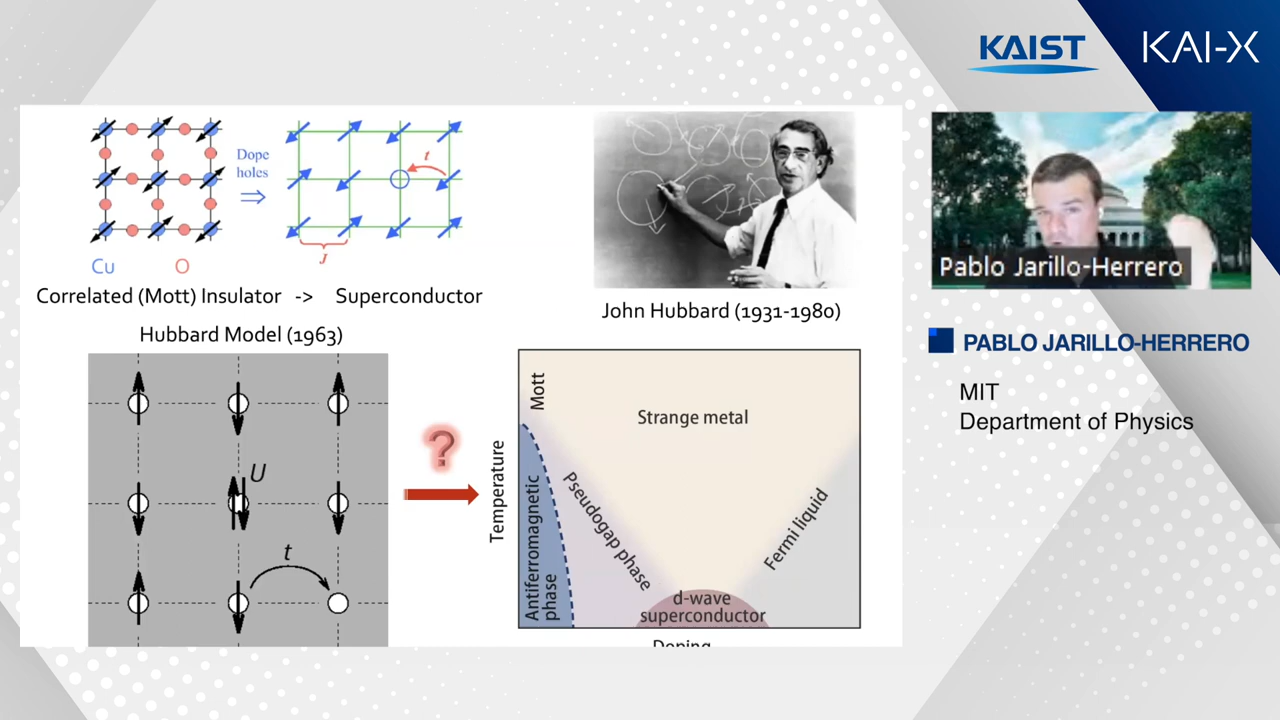 KAIST
KAI-X
Dope
holes
⇒
t
J
Cu
O
Correlated (Mott) Insulator -> Superconductor
Hubbard Model (1963)
U
t
?
John Hubbard (1931-1980)
Temperature
Mott
Strange metal
Antiferromagnetic
phase
Pseudogap phase
Fermi liquid
d-wave
superconductor
Doping
Pablo Jarillo-Herrero
PABLO JARILLO-HERRERO
MIT
Department of Physics